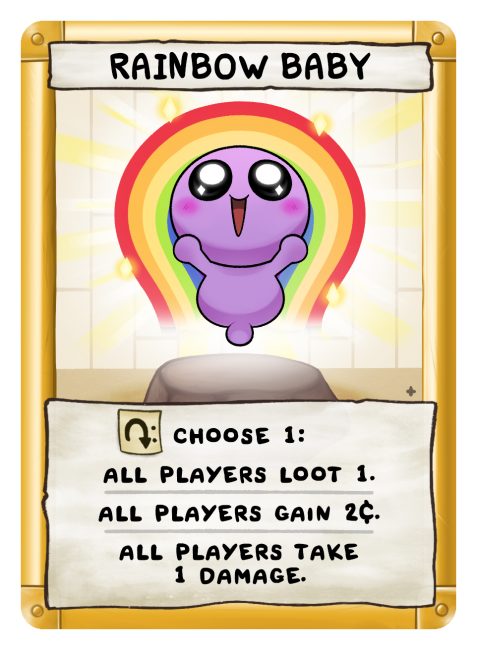 RAINBOW BABY
: CHOOSE 1:
ALL PLAYERS LOOT 1.
ALL PLAYERS GAIN 2¢.
ALL PLAYERS TAKE
1 DAMAGE.